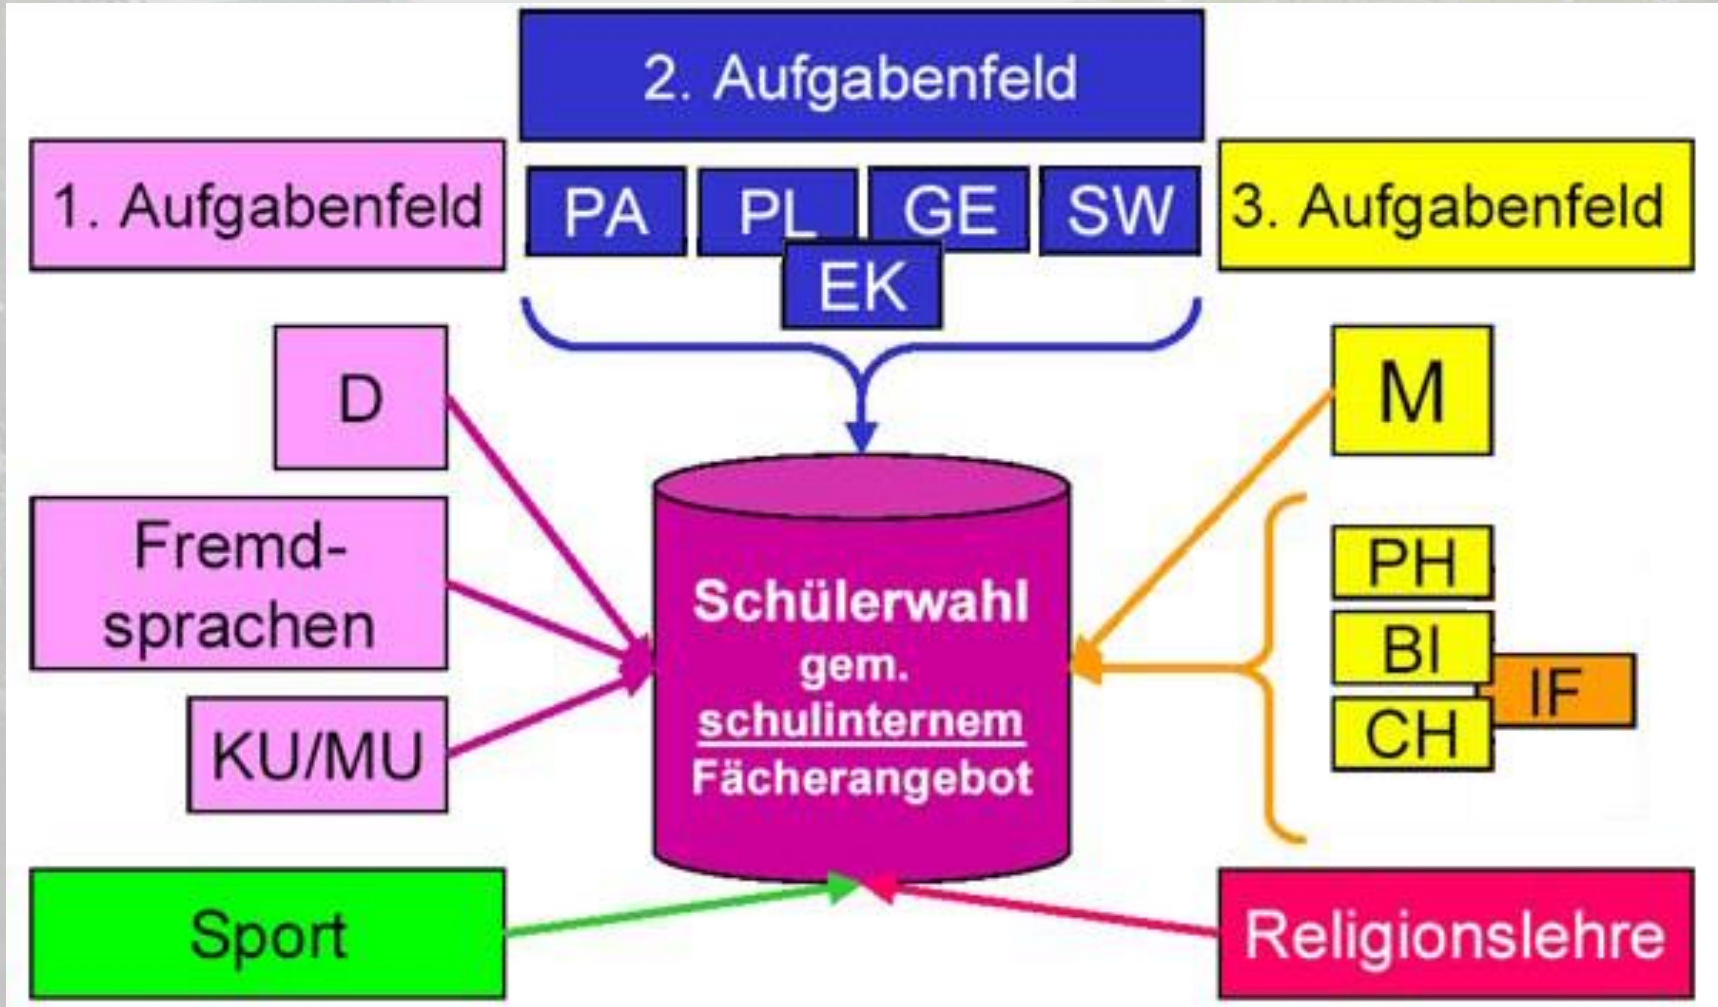 2. Aufgabenfeld
1. Aufgabenfeld
PA
PL
GE
SW
EK
3. Aufgabenfeld
D
Fremd-
sprachen
KU/MU
M
PH
BI
CH
IF
Schülerwahl
gem.
schulinternem
Fächerangebot
Sport
Religionslehre